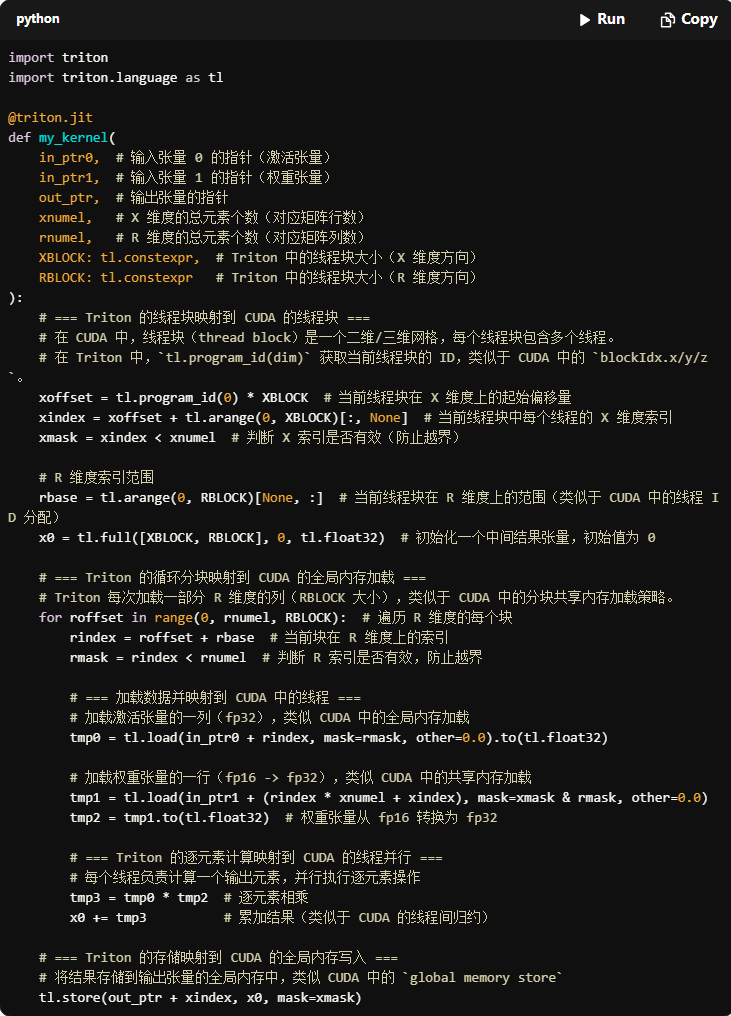 python
Run
Copy
import triton
import triton.language as tl
@triton.jit
def my_kernel(
    in_ptr0,  # 输入张量 0 的指针（激活张量）
    in_ptr1,  # 输入张量 1 的指针（权重张量）
    out_ptr,  # 输出张量的指针
    xnumel,   # X 维度的总元素个数（对应矩阵行数）
    rnumel,   # R 维度的总元素个数（对应矩阵列数）
    XBLOCK: tl.constexpr,  # Triton 中的线程块大小（X 维度方向）
    RBLOCK: tl.constexpr   # Triton 中的线程块大小（R 维度方向）
):
    # === Triton 的线程块映射到 CUDA 的线程块 ===
    # 在 CUDA 中，线程块（thread block）是一个二维/三维网格，每个线程块包含多个线程。
    # 在 Triton 中，`tl.program_id(dim)` 获取当前线程块的 ID，类似于 CUDA 中的 `blockIdx.x/y/z
`。
    xoffset = tl.program_id(0) * XBLOCK  # 当前线程块在 X 维度上的起始偏移量
    xindex = xoffset + tl.arange(0, XBLOCK)[:, None]  # 当前线程块中每个线程的 X 维度索引
    xmask = xindex < xnumel  # 判断 X 索引是否有效（防止越界）
    # R 维度索引范围
    rbase = tl.arange(0, RBLOCK)[None, :]  # 当前线程块在 R 维度上的范围（类似于 CUDA 中的线程 I
D 分配）
    x0 = tl.full([XBLOCK, RBLOCK], 0, tl.float32)  # 初始化一个中间结果张量，初始值为 0
    # === Triton 的循环分块映射到 CUDA 的全局内存加载 ===
    # Triton 每次加载一部分 R 维度的列（RBLOCK 大小），类似于 CUDA 中的分块共享内存加载策略。
    for roffset in range(0, rnumel, RBLOCK):  # 遍历 R 维度的每个块
        rindex = roffset + rbase  # 当前块在 R 维度上的索引
        rmask = rindex < rnumel  # 判断 R 索引是否有效，防止越界
        # === 加载数据并映射到 CUDA 中的线程 ===
        # 加载激活张量的一列（fp32），类似 CUDA 中的全局内存加载
        tmp0 = tl.load(in_ptr0 + rindex, mask=rmask, other=0.0).to(tl.float32)
        # 加载权重张量的一行（fp16 -> fp32），类似 CUDA 中的共享内存加载
        tmp1 = tl.load(in_ptr1 + (rindex * xnumel + xindex), mask=xmask & rmask, other=0.0)
        tmp2 = tmp1.to(tl.float32)  # 权重张量从 fp16 转换为 fp32
        # === Triton 的逐元素计算映射到 CUDA 的线程并行 ===
        # 每个线程负责计算一个输出元素，并行执行逐元素操作
        tmp3 = tmp0 * tmp2  # 逐元素相乘
        x0 += tmp3          # 累加结果（类似于 CUDA 的线程间归约）
    # === Triton 的存储映射到 CUDA 的全局内存写入 ===
    # 将结果存储到输出张量的全局内存中，类似 CUDA 中的 `global memory store`
    tl.store(out_ptr + xindex, x0, mask=xmask)